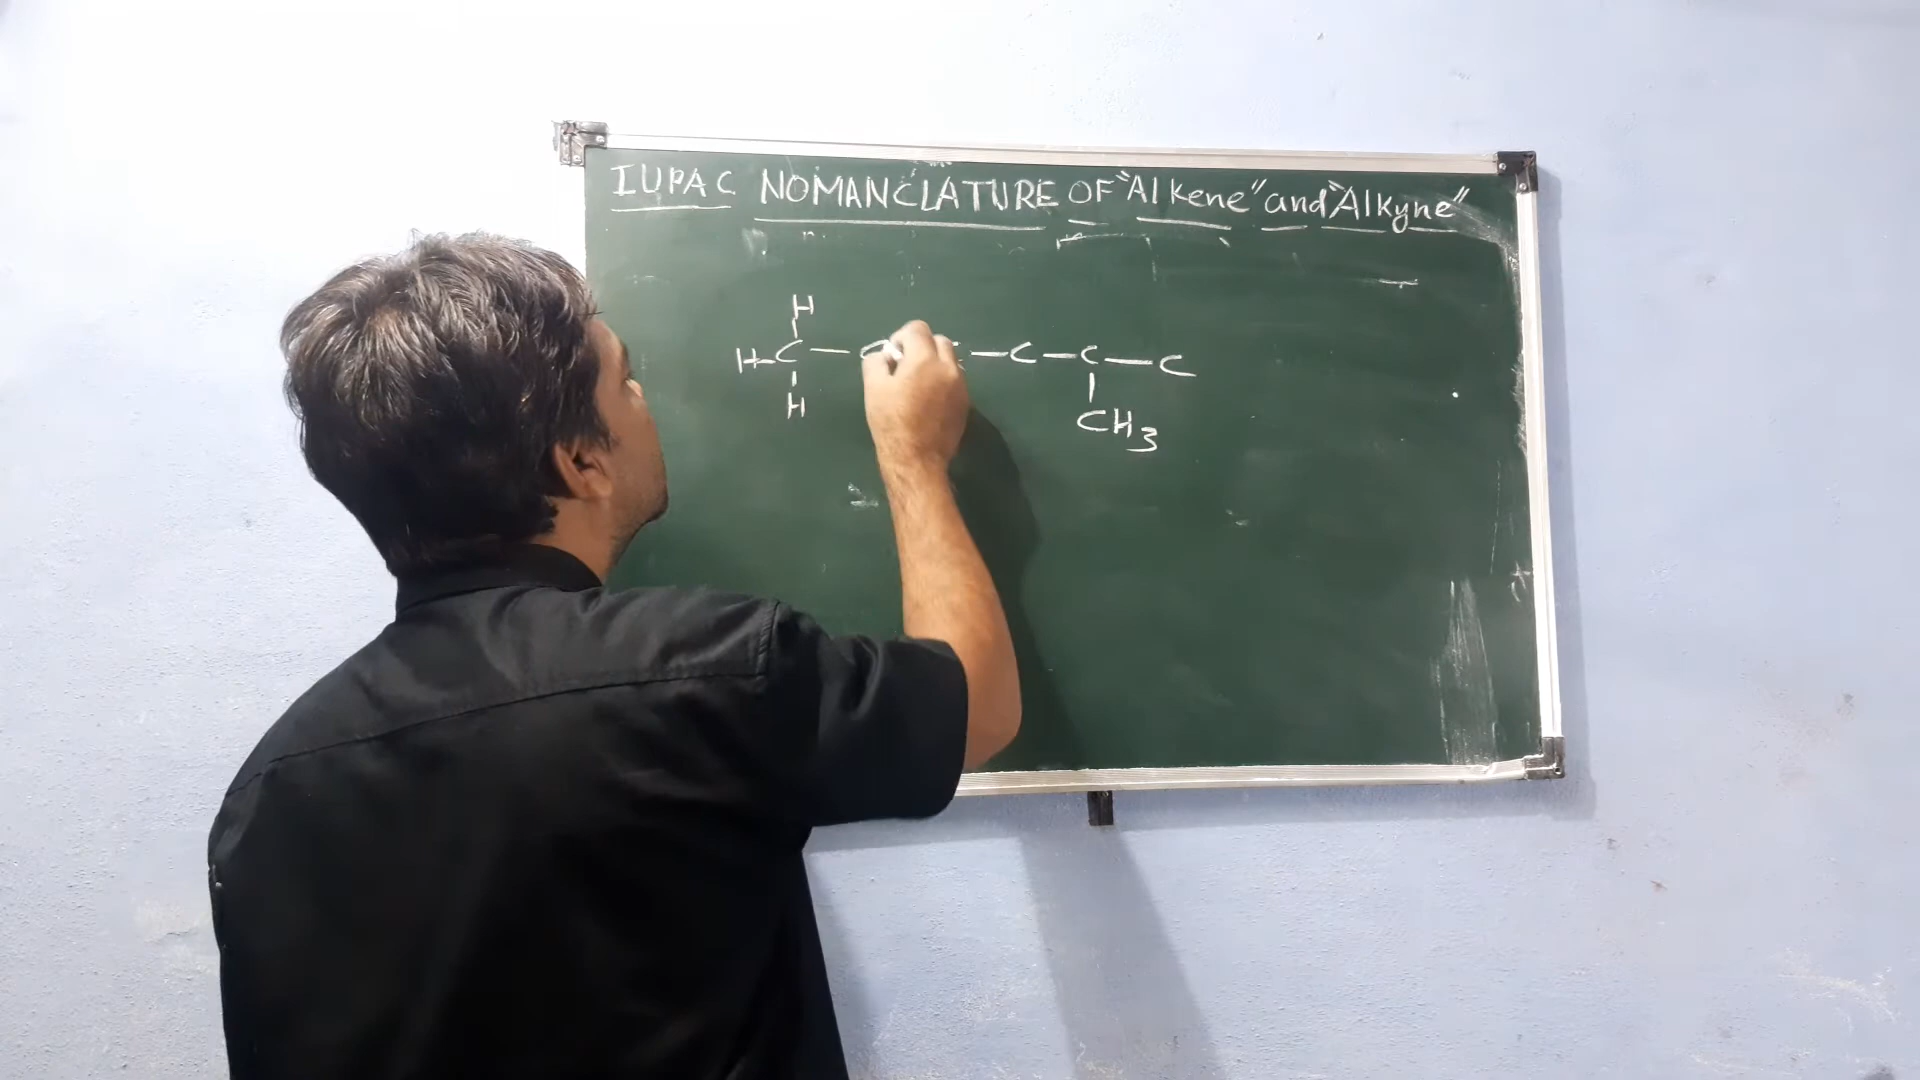 IUPAC NOMANCLATURE OF "Alkene" and "Alkyne"
H
H-C-C-C-C-C-C
H CH3